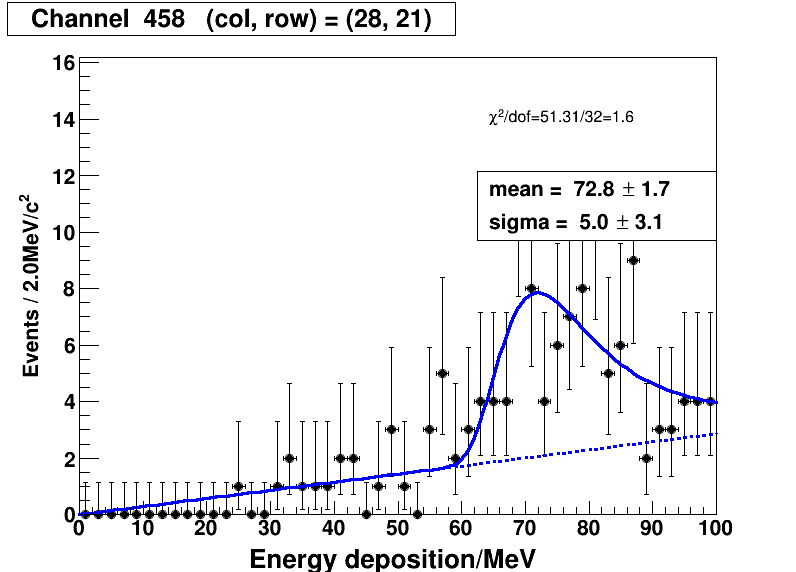 Channel 458 (col, row) = (28, 21)
16
14
12
10
8
6
4
2
0
Events / 2.0MeV/c²
χ²/dof=51.31/32=1.6
mean = 72.8 ± 1.7
sigma = 5.0 ± 3.1
0 10 20 30 40 50 60 70 80 90 100
Energy deposition/MeV